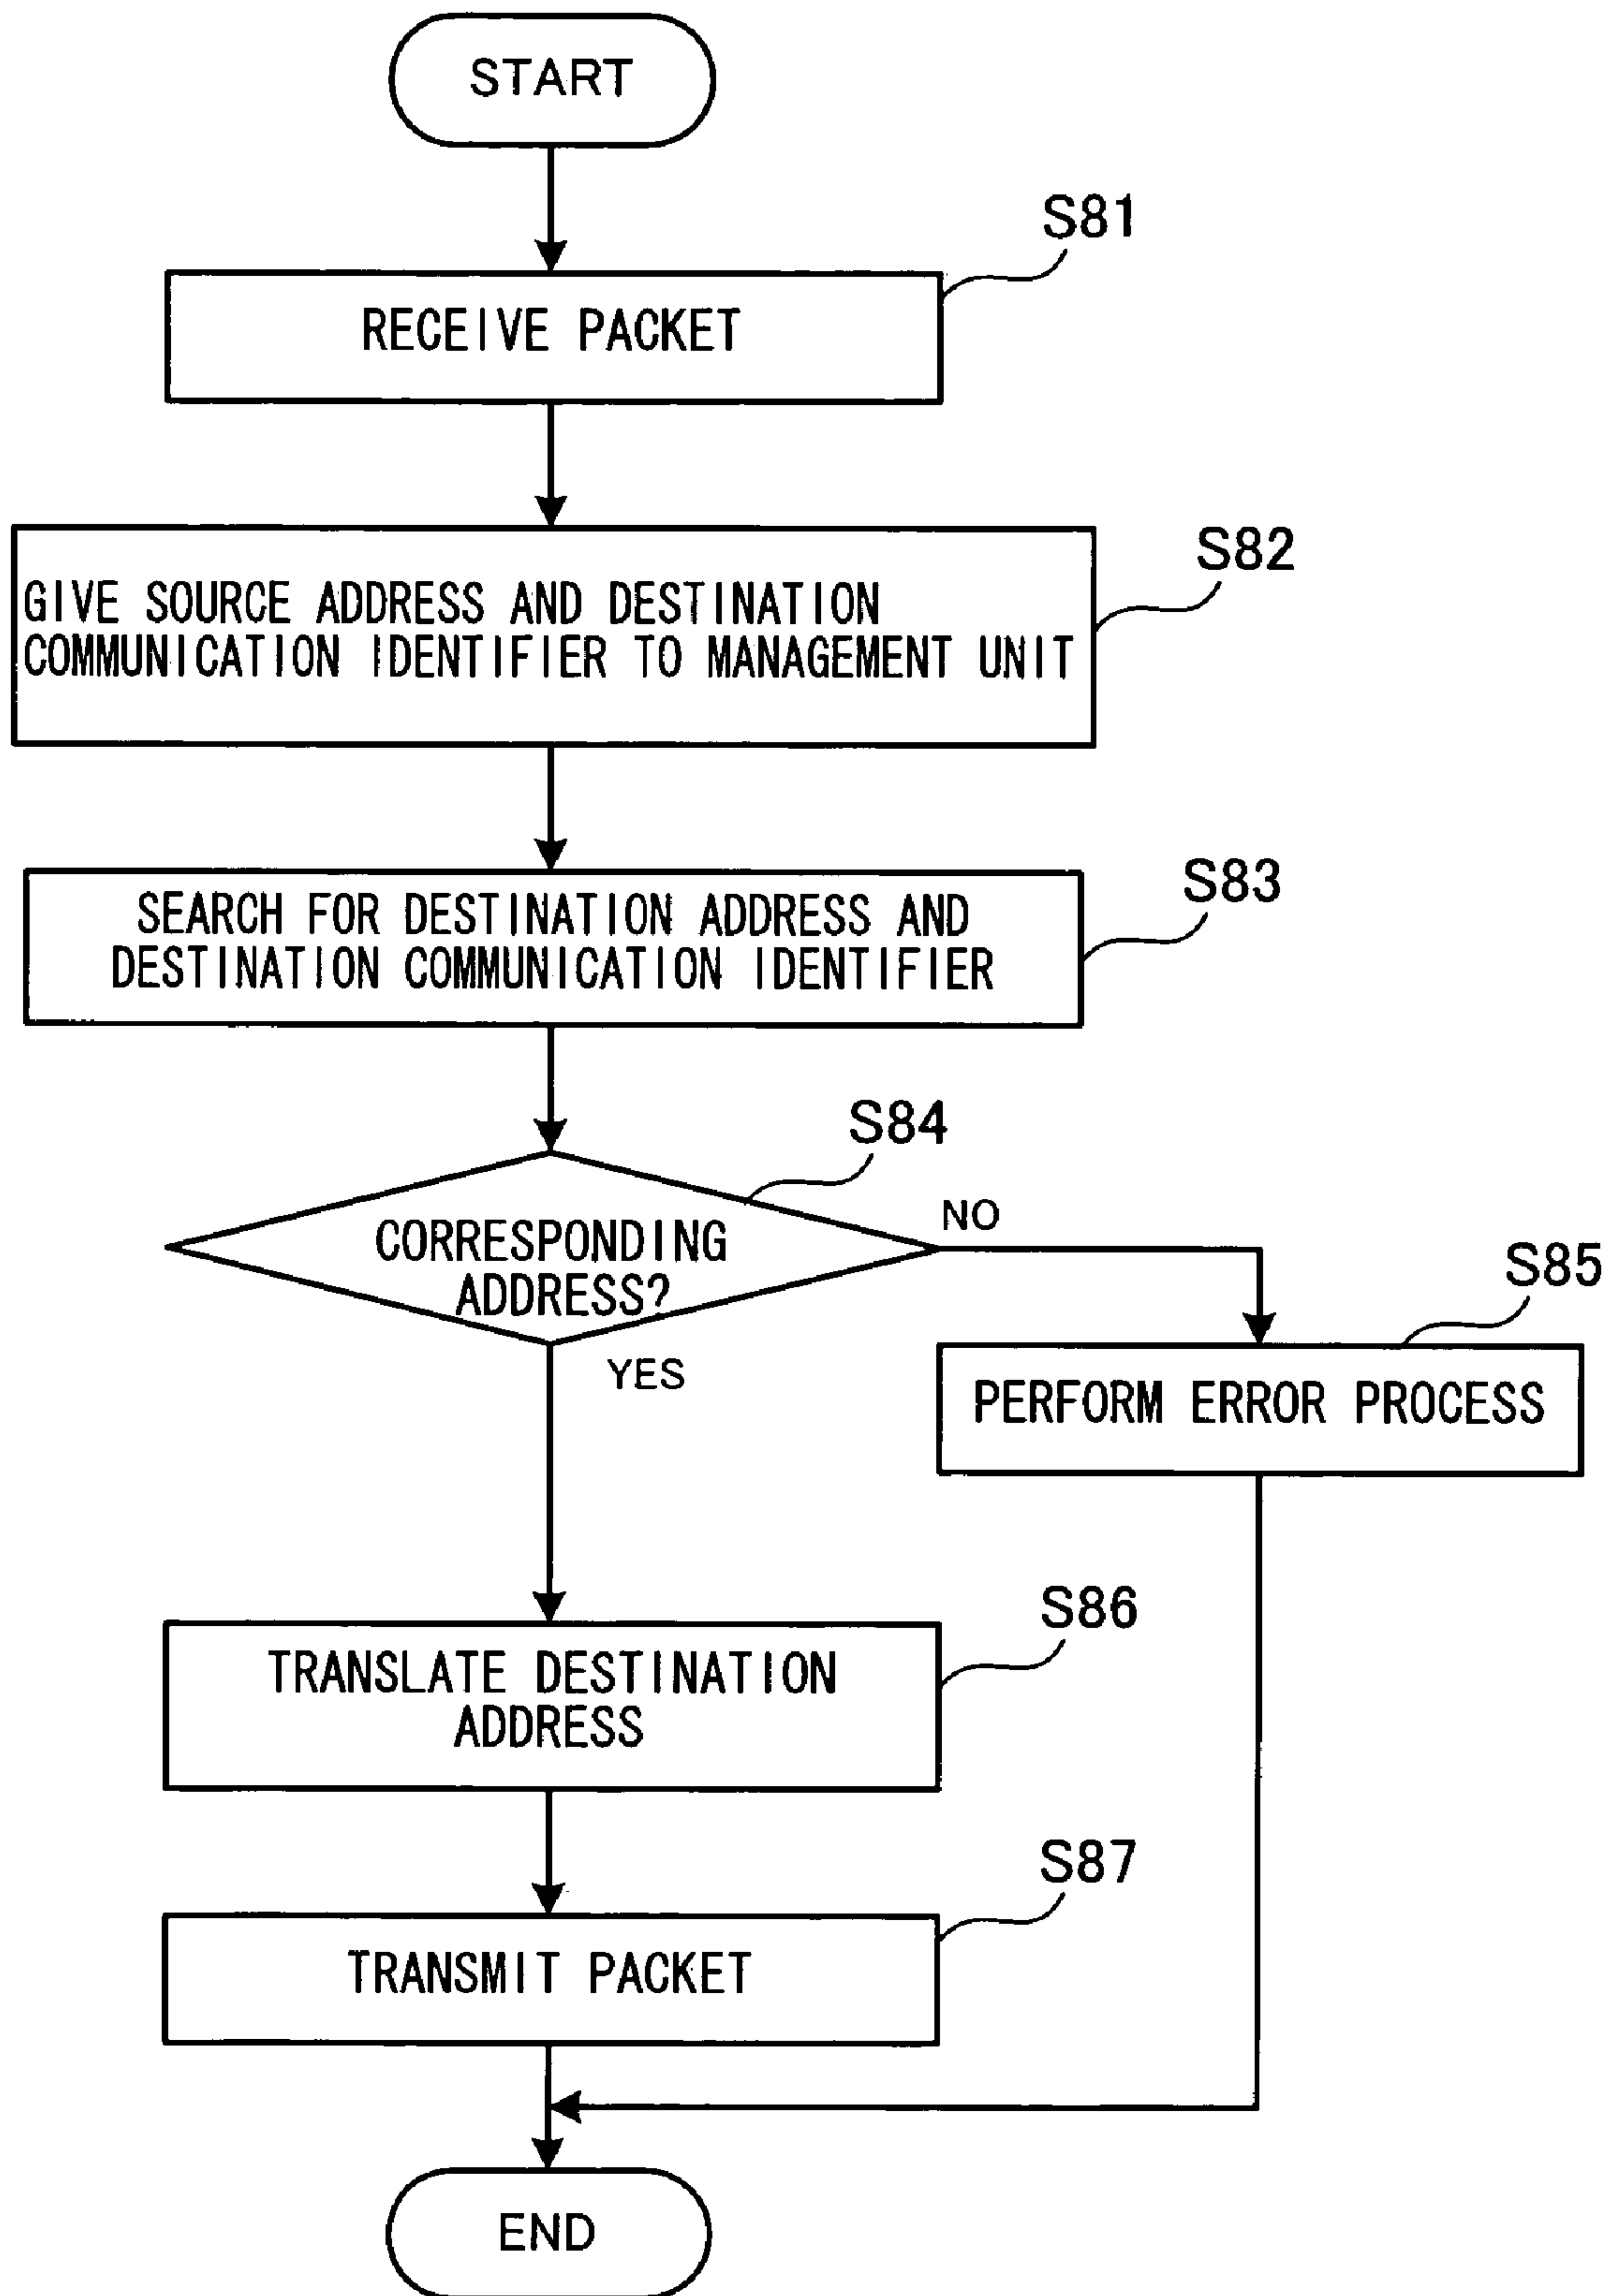 START
S81
RECEIVE PACKET
S82
GIVE SOURCE ADDRESS AND DESTINATION
COMMUNICATION IDENTIFIER TO MANAGEMENT UNIT
S83
SEARCH FOR DESTINATION ADDRESS AND
DESTINATION COMMUNICATION IDENTIFIER
S84
CORRESPONDING
ADDRESS?
NO
YES
S85
PERFORM ERROR PROCESS
S86
TRANSLATE DESTINATION
ADDRESS
S87
TRANSMIT PACKET
END